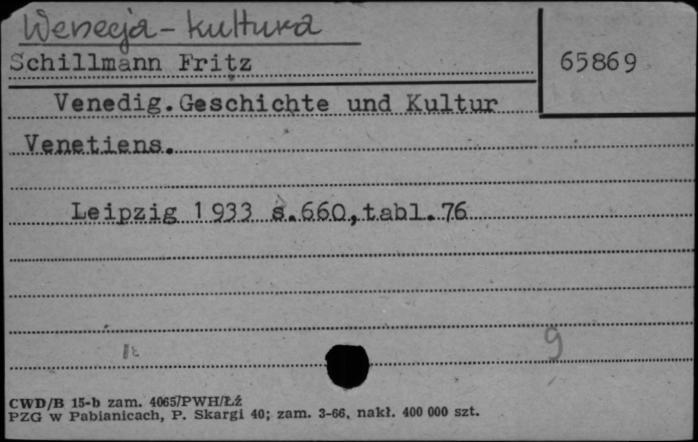 Wenecja - kultura
Schillmann Fritz
65869
Venedig.Geschichte und Kultur
Venetiens.
Leipzig 1933 s.660,tabl.76
9
CWD/B 15-b zam. 4065/PWH/Łź
PZG w Pabianicach, P. Skargi 40; zam. 3-66, nakł. 400 000 szt.